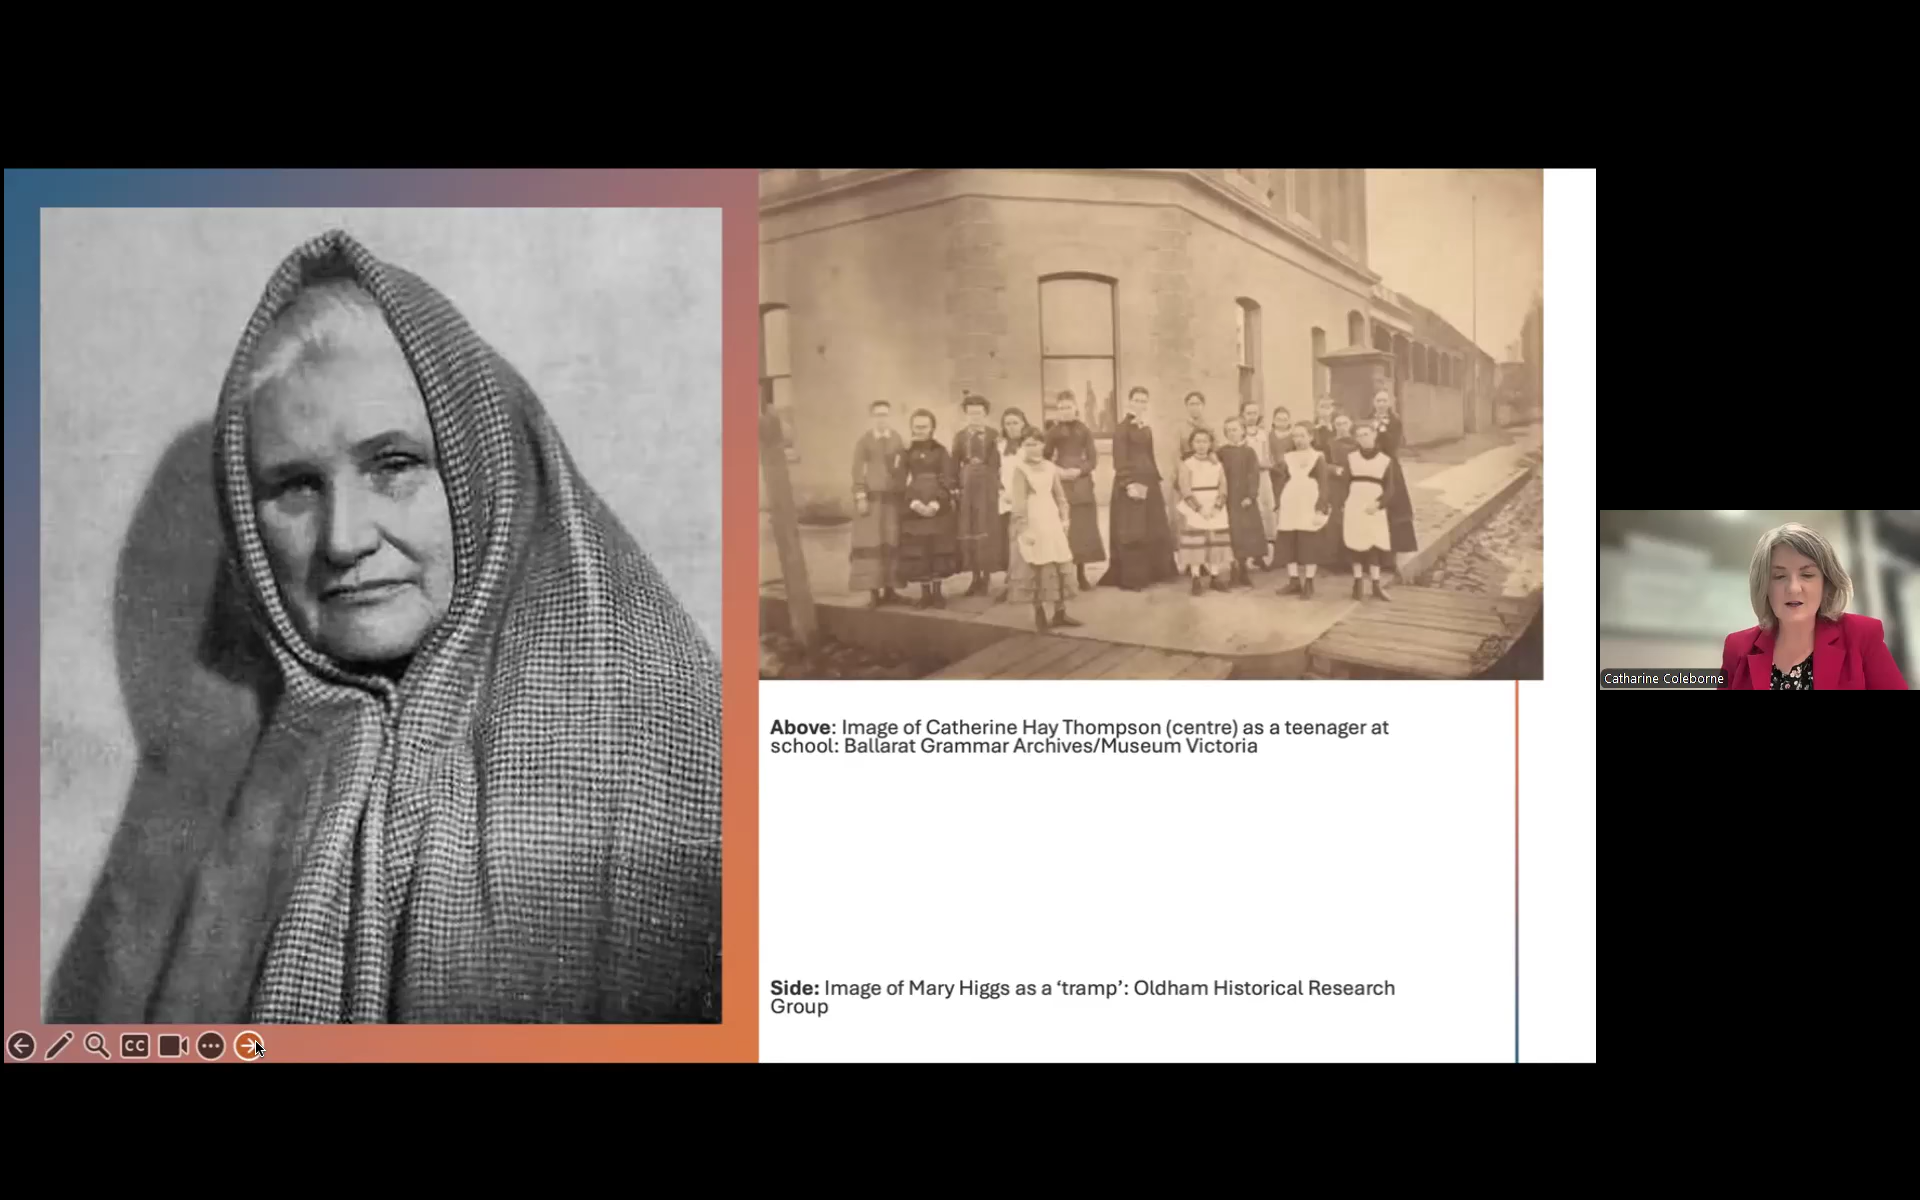 Above: Image of Catherine Hay Thompson (centre) as a teenager at
school: Ballarat Grammar Archives/Museum Victoria
Side: Image of Mary Higgs as a ‘tramp’: Oldham Historical Research
Group
CC
Catharine Coleborne